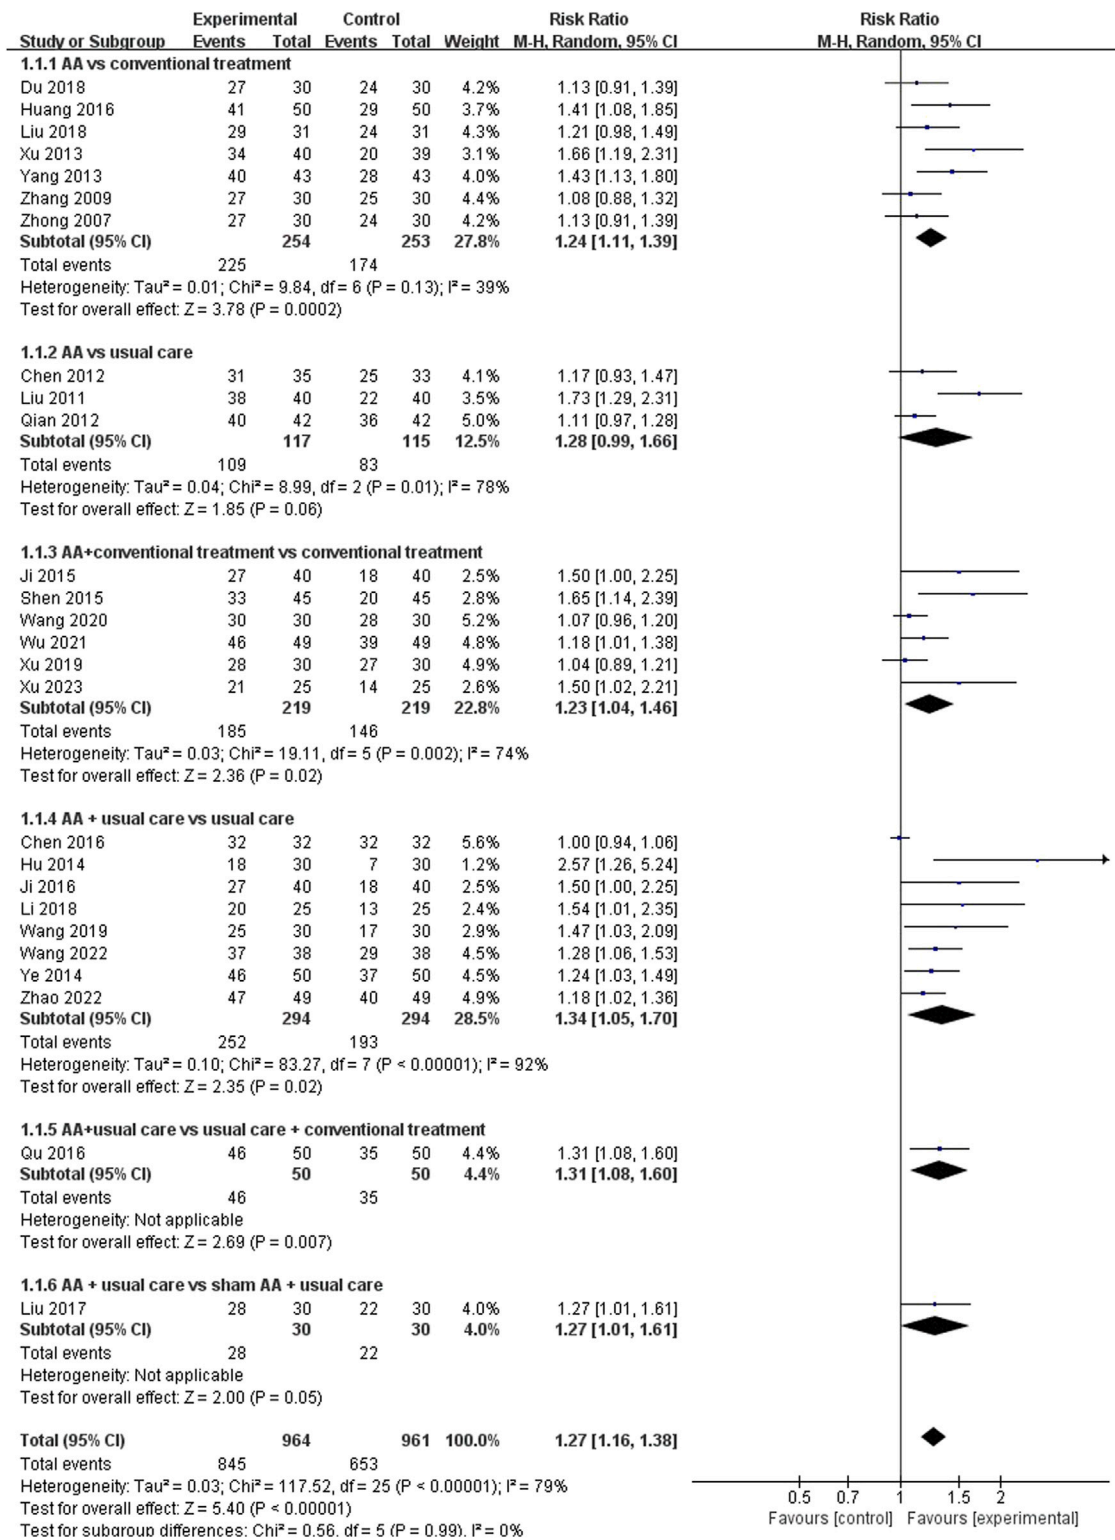 Experimental Control Risk Ratio Risk Ratio
Study or Subgroup Events Total Events Total Weight M-H, Random, 95% CI M-H, Random, 95% CI
1.1.1 AA vs conventional treatment
Du 2018 27 30 24 30 4.2% 1.13 [0.91, 1.39]
Huang 2016 41 50 29 50 3.7% 1.41 [1.08, 1.85]
Liu 2018 29 31 24 31 4.3% 1.21 [0.98, 1.49]
Xu 2013 34 40 20 39 3.1% 1.66 [1.19, 2.31]
Yang 2013 40 43 28 43 4.0% 1.43 [1.13, 1.80]
Zhang 2009 27 30 25 30 4.4% 1.08 [0.88, 1.32]
Zhong 2007 27 30 24 30 4.2% 1.13 [0.91, 1.39]
Subtotal (95% CI) 254 253 27.8% 1.24 [1.11, 1.39]
Total events 225 174
Heterogeneity: Tau² = 0.01; Chi² = 9.84, df = 6 (P = 0.13); I² = 39%
Test for overall effect: Z = 3.78 (P = 0.0002)
1.1.2 AA vs usual care
Chen 2012 31 35 25 33 4.1% 1.17 [0.93, 1.47]
Liu 2011 38 40 22 40 3.5% 1.73 [1.29, 2.31]
Qian 2012 40 42 36 42 5.0% 1.11 [0.97, 1.28]
Subtotal (95% CI) 117 115 12.5% 1.28 [0.99, 1.66]
Total events 109 83
Heterogeneity: Tau² = 0.04; Chi² = 8.99, df = 2 (P = 0.01); I² = 78%
Test for overall effect: Z = 1.85 (P = 0.06)
1.1.3 AA+conventional treatment vs conventional treatment
Ji 2015 27 40 18 40 2.5% 1.50 [1.00, 2.25]
Shen 2015 33 45 20 45 2.8% 1.65 [1.14, 2.39]
Wang 2020 30 30 28 30 5.2% 1.07 [0.96, 1.20]
Wu 2021 46 49 39 49 4.8% 1.18 [1.01, 1.38]
Xu 2019 28 30 27 30 4.9% 1.04 [0.89, 1.21]
Xu 2023 21 25 14 25 2.6% 1.50 [1.02, 2.21]
Subtotal (95% CI) 219 219 22.8% 1.23 [1.04, 1.46]
Total events 185 146
Heterogeneity: Tau² = 0.03; Chi² = 19.11, df = 5 (P = 0.002); I² = 74%
Test for overall effect: Z = 2.36 (P = 0.02)
1.1.4 AA + usual care vs usual care
Chen 2016 32 32 32 32 5.6% 1.00 [0.94, 1.06]
Hu 2014 18 30 7 30 1.2% 2.57 [1.26, 5.24]
Ji 2016 27 40 18 40 2.5% 1.50 [1.00, 2.25]
Li 2018 20 25 13 25 2.4% 1.54 [1.01, 2.35]
Wang 2019 25 30 17 30 2.9% 1.47 [1.03, 2.09]
Wang 2022 37 38 29 38 4.5% 1.28 [1.06, 1.53]
Ye 2014 46 50 37 50 4.5% 1.24 [1.03, 1.49]
Zhao 2022 47 49 40 49 4.9% 1.18 [1.02, 1.36]
Subtotal (95% CI) 294 294 28.5% 1.34 [1.05, 1.70]
Total events 252 193
Heterogeneity: Tau² = 0.10; Chi² = 83.27, df = 7 (P < 0.00001); I² = 92%
Test for overall effect: Z = 2.35 (P = 0.02)
1.1.5 AA+usual care vs usual care + conventional treatment
Qu 2016 46 50 35 50 4.4% 1.31 [1.08, 1.60]
Subtotal (95% CI) 50 50 4.4% 1.31 [1.08, 1.60]
Total events 46 35
Heterogeneity: Not applicable
Test for overall effect: Z = 2.69 (P = 0.007)
1.1.6 AA + usual care vs sham AA + usual care
Liu 2017 28 30 22 30 4.0% 1.27 [1.01, 1.61]
Subtotal (95% CI) 30 30 4.0% 1.27 [1.01, 1.61]
Total events 28 22
Heterogeneity: Not applicable
Test for overall effect: Z = 2.00 (P = 0.05)
Total (95% CI) 964 961 100.0% 1.27 [1.16, 1.38]
Total events 845 653
Heterogeneity: Tau² = 0.03; Chi² = 117.52, df = 25 (P < 0.00001); I² = 79%
Test for overall effect: Z = 5.40 (P < 0.00001)
Test for subgroup differences: Chi² = 0.56, df = 5 (P = 0.99), I² = 0%
0.5 0.7 1 1.5 2
Favours [control] Favours [experimental]